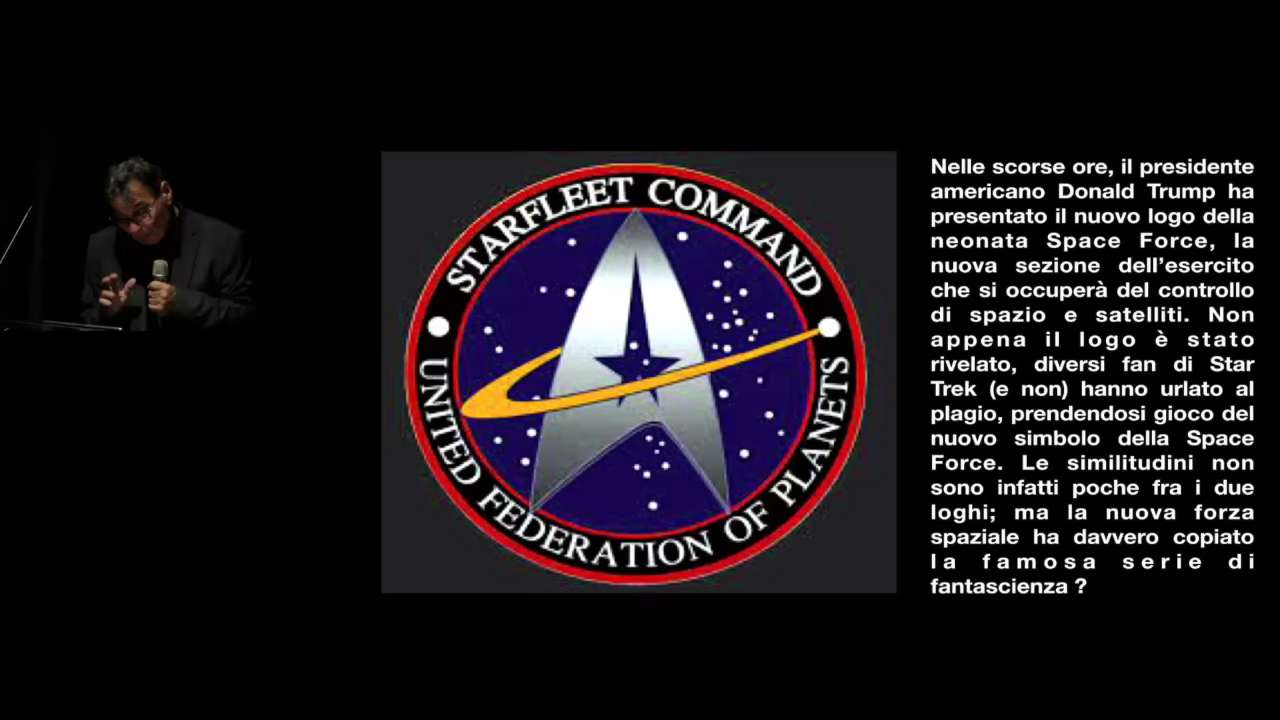 STARFLEET COMMAND
UNITED FEDERATION OF PLANETS
Nelle scorse ore, il presidente
americano Donald Trump ha
presentato il nuovo logo della
neonata Space Force, la
nuova sezione dell’esercito
che si occuperà del controllo
di spazio e satelliti. Non
appena il logo è stato
rivelato, diversi fan di Star
Trek (e non) hanno urlato al
plagio, prendendosi gioco del
nuovo simbolo della Space
Force. Le similitudini non
sono infatti poche fra i due
loghi; ma la nuova forza
spaziale ha davvero copiato
la famosa serie di
fantascienza ?